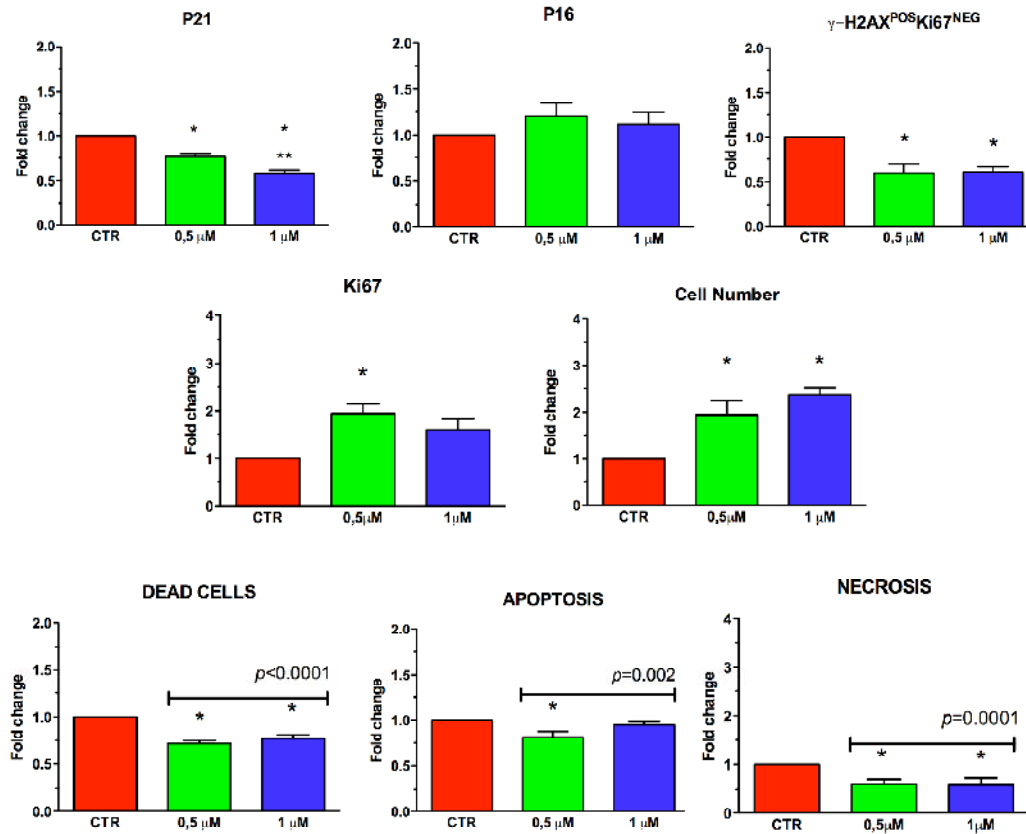 P21
Fold change
2.0
1.5
1.0
0.5
0.0
*
*
**
CTR
0,5 μM
1 μM
P16
Fold change
2.0
1.5
1.0
0.5
0.0
CTR
0,5 μM
1 μM
γ-H2AXPOSKi67NEG
Fold change
2.0
1.5
1.0
0.5
0.0
*
*
CTR
0,5 μM
1 μM
Ki67
Fold change
4
3
2
1
0
*
CTR
0,5μM
1μM
Cell Number
Fold change
4
3
2
1
0
*
*
CTR
0,5μM
1 μM
DEAD CELLS
Fold change
2.0
1.5
1.0
0.5
0.0
p<0.0001
*
*
CTR
0,5 μM
1 μM
APOPTOSIS
Fold change
2.0
1.5
1.0
0.5
0.0
p=0.002
*
CTR
0,5 μM
1 μM
NECROSIS
Fold change
4
3
2
1
0
p=0.0001
*
*
CTR
0,5μM
1μM